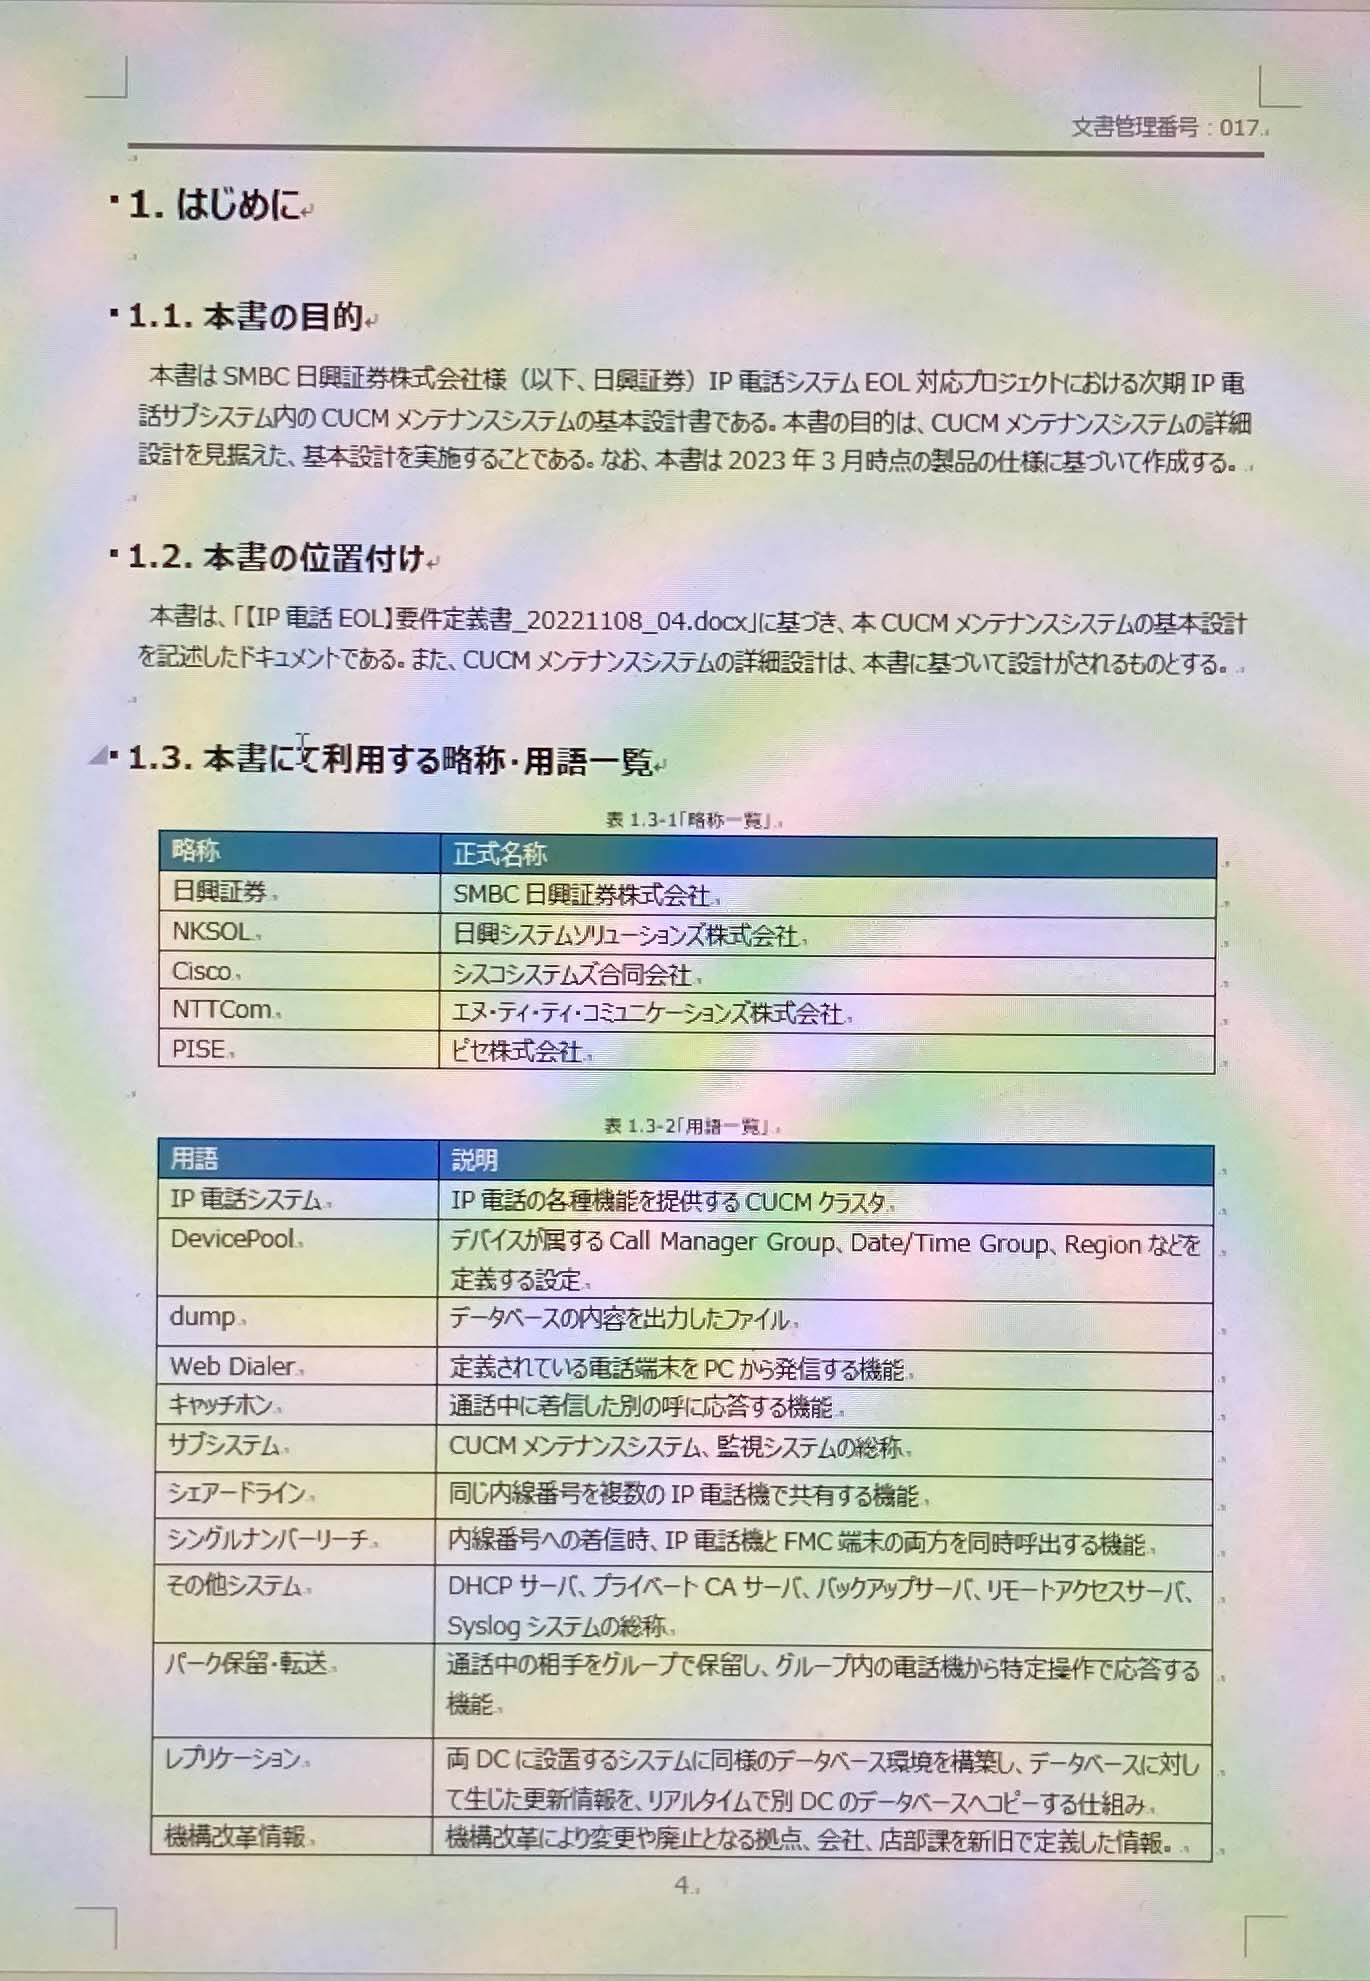 文書管理番号：017
1. はじめに
1.1. 本書の目的
本書は SMBC 日興証券株式会社様（以下、日興証券）IP 電話システム EOL 対応プロジェクトにおける次期 IP 電
話サブシステム内の CUCM メンテナンスシステムの基本設計書である。本書の目的は、CUCM メンテナンスシステムの詳細
設計を見据えた、基本設計を実施することである。なお、本書は 2023 年 3 月時点の製品の仕様に基づいて作成する。
1.2. 本書の位置付け
本書は、「【IP 電話 EOL】要件定義書_20221108_04.docx」に基づき、本 CUCM メンテナンスシステムの基本設計
を記述したドキュメントである。また、CUCM メンテナンスシステムの詳細設計は、本書に基づいて設計がされるものとする。
1.3. 本書にて利用する略称・用語一覧
表 1.3-1「略称一覧」
略称 正式名称
日興証券 SMBC 日興証券株式会社
NKSOL 日興システムソリューションズ株式会社
Cisco シスコシステムズ合同会社
NTTCom エヌ・ティ・ティ・コミュニケーションズ株式会社
PISE ピセ株式会社
表 1.3-2「用語一覧」
用語 説明
IP 電話システム IP 電話の各種機能を提供する CUCM クラスタ
DevicePool デバイスが属する Call Manager Group、Date/Time Group、Region などを
定義する設定
dump データベースの内容を出力したファイル
Web Dialer 定義されている電話端末を PC から発信する機能
キャッチホン 通話中に着信した別の呼に応答する機能
サブシステム CUCM メンテナンスシステム、監視システムの総称
シェアードライン 同じ内線番号を複数の IP 電話機で共有する機能
シングルナンバーリーチ 内線番号への着信時、IP 電話機と FMC 端末の両方を同時呼出する機能
その他システム DHCP サーバ、プライベート CA サーバ、バックアップサーバ、リモートアクセスサーバ、
Syslog システムの総称
パーク保留・転送 通話中の相手をグループで保留し、グループ内の電話機から特定操作で応答する
機能
レプリケーション 両 DC に設置するシステムに同様のデータベース環境を構築し、データベースに対し
て生じた更新情報を、リアルタイムで別 DC のデータベースへコピーする仕組み
機構改革情報 機構改革により変更や廃止となる拠点、会社、店部課を新旧で定義した情報。
4